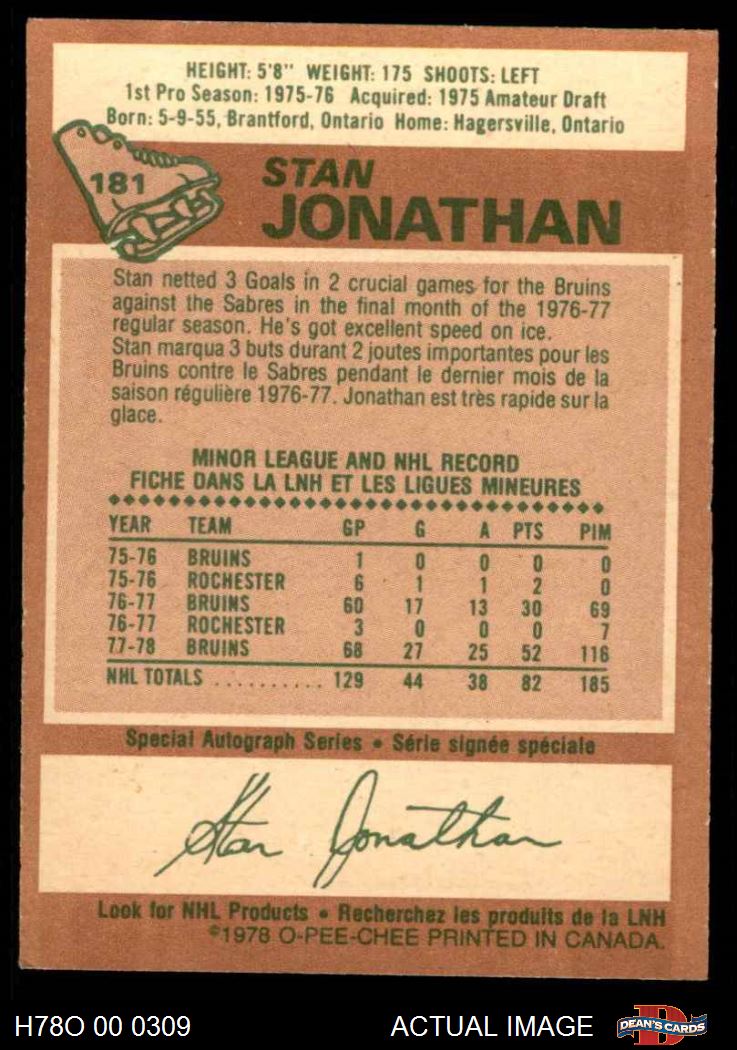 HEIGHT: 5'8" WEIGHT: 175 SHOOTS: LEFT
1st Pro Season: 1975-76 Acquired: 1975 Amateur Draft
Born: 5-9-55, Brantford, Ontario Home: Hagersville, Ontario
181
STAN
JONATHAN
Stan netted 3 Goals in 2 crucial games for the Bruins
against the Sabres in the final month of the 1976-77
regular season. He's got excellent speed on ice.
Stan marqua 3 buts durant 2 joutes importantes pour les
Bruins contre le Sabres pendant le dernier mois de la
saison régulière 1976-77. Jonathan est très rapide sur la
glace.
MINOR LEAGUE AND NHL RECORD
FICHE DANS LA LNH ET LES LIGUES MINEURES
YEAR TEAM GP G A PTS PIM
75-76 BRUINS 1 0 0 0 0
75-76 ROCHESTER 6 1 1 2 0
76-77 BRUINS 60 17 13 30 69
76-77 ROCHESTER 3 0 0 0 7
77-78 BRUINS 68 27 25 52 116
NHL TOTALS .......... 129 44 38 82 185
Special Autograph Series • Série signée spéciale
Stan Jonathan
Look for NHL Products • Recherchez les produits de la LNH
©1978 O-PEE-CHEE PRINTED IN CANADA.
H78O 00 0309 ACTUAL IMAGE D DEAN'S CARDS